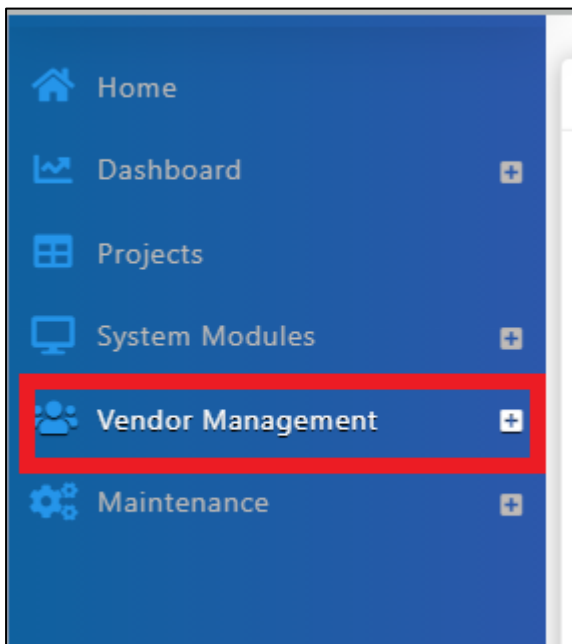 Home
Dashboard
Projects
System Modules
Vendor Management
Maintenance